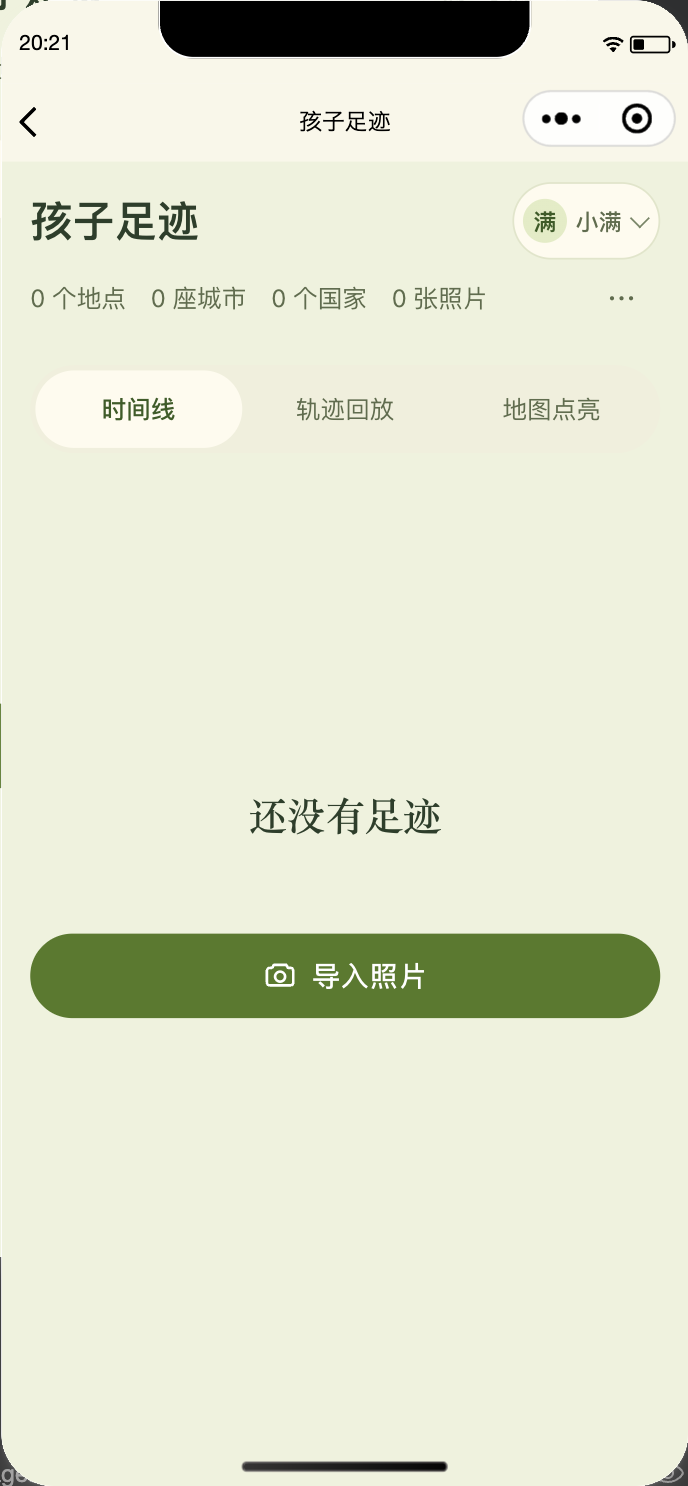 20:21
孩子足迹
孩子足迹
满 小满
0 个地点 0 座城市 0 个国家 0 张照片
时间线 轨迹回放 地图点亮
还没有足迹
导入照片